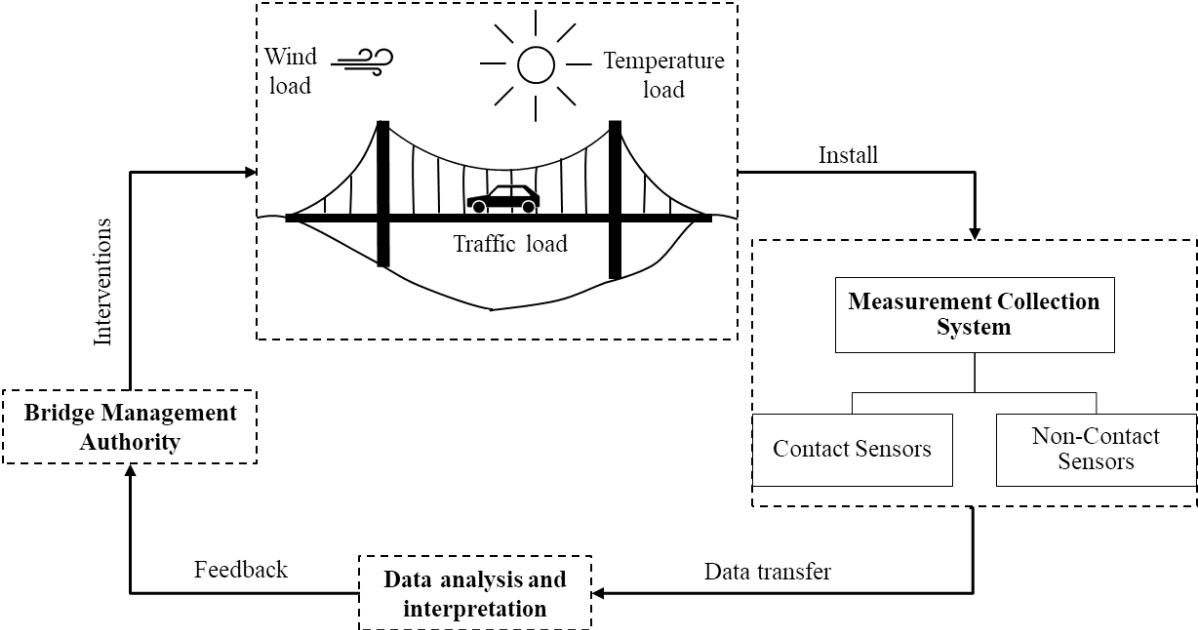 Wind
load
Temperature
load
Traffic load
Install
Interventions
Measurement Collection
System
Contact Sensors
Non-Contact
Sensors
Bridge Management
Authority
Feedback
Data analysis and
interpretation
Data transfer